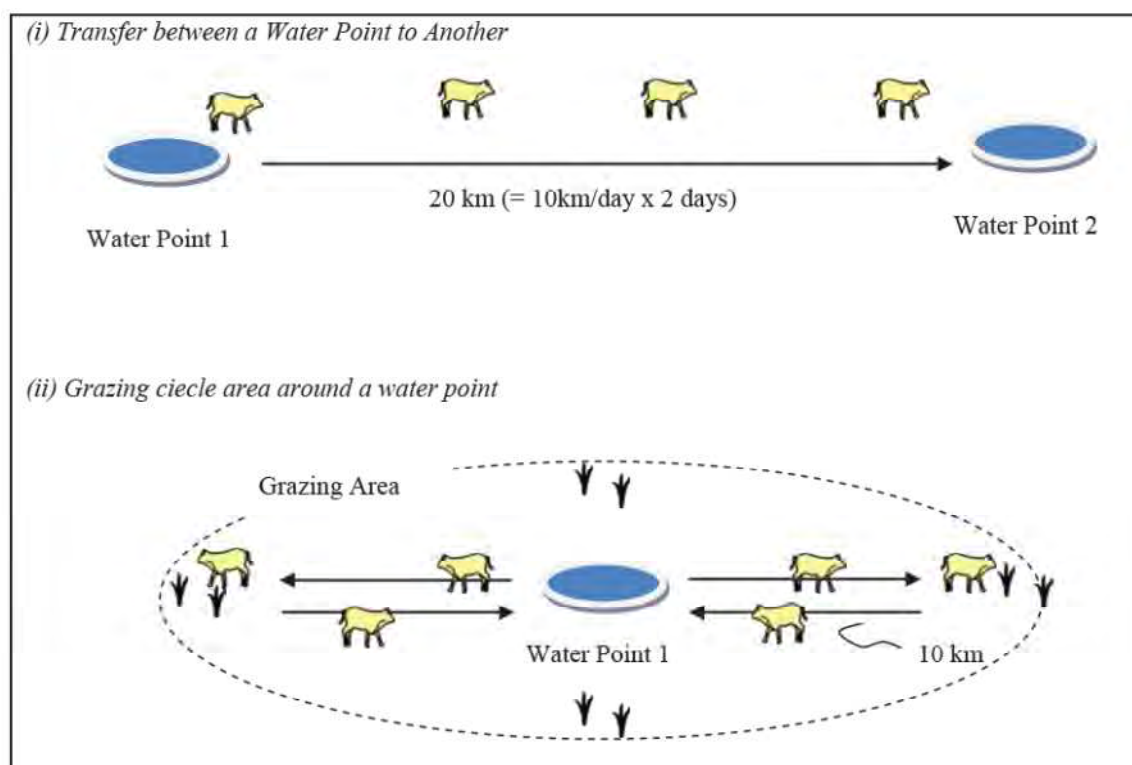 (i) Transfer between a Water Point to Another
20 km (= 10km/day x 2 days)
Water Point 1
Water Point 2
(ii) Grazing ciecle area around a water point
Grazing Area
Water Point 1
10 km